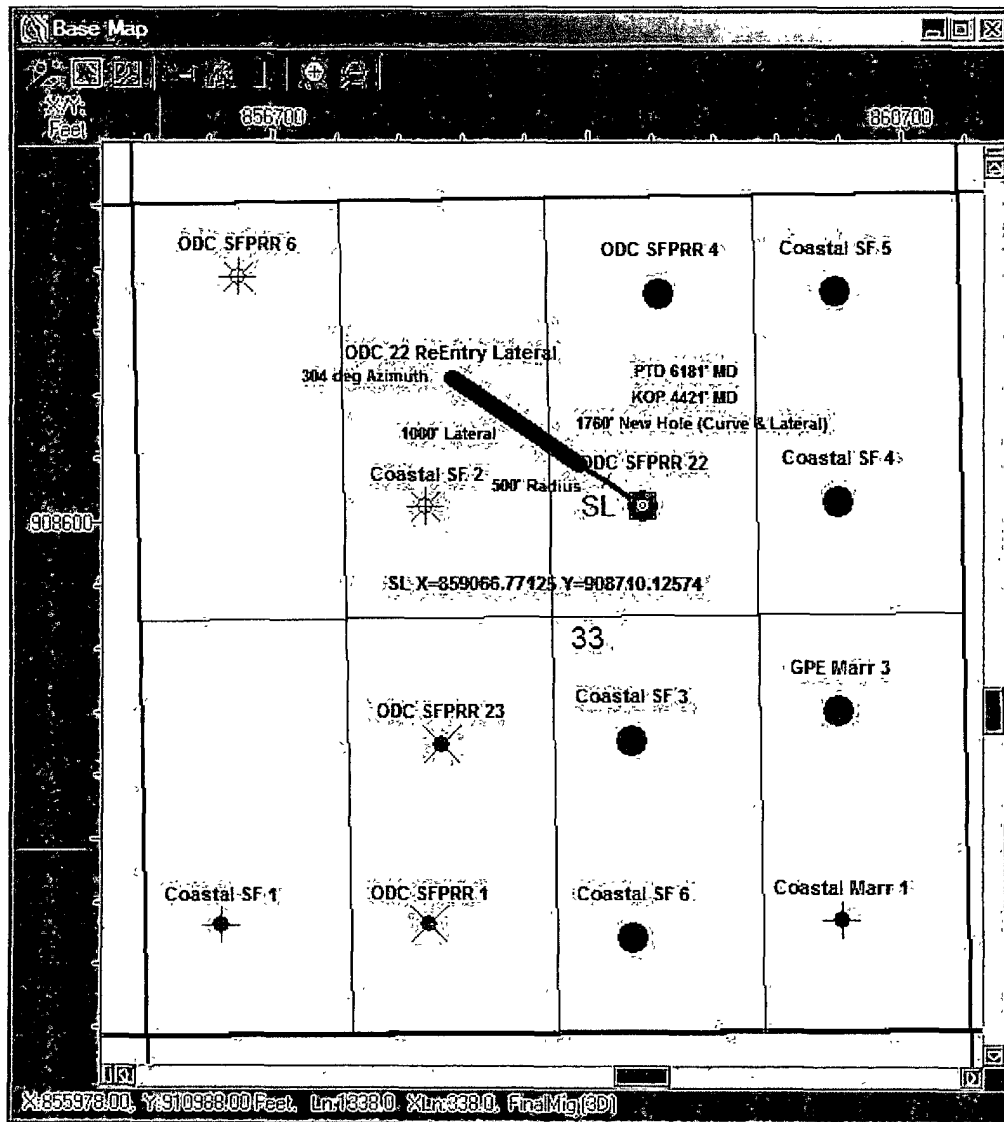 Base Map
X/Y:
Feet
856700
860700
ODC SFPRR 6
ODC SFPRR 4
Coastal SF 5
ODC 22 ReEntry Lateral
304 deg Azimuth
PTD 6181' MD
KOP 4421' MD
1760' New Hole (Curve & Lateral)
1000' Lateral
ODC SFPRR 22
Coastal SF 4
Coastal SF 2
500' Radius
SL
908600
SL X=859066.77125 Y=908710.12574
33
GPE Marr 3
Coastal SF 3
ODC SFPRR 23
Coastal SF 1
ODC SFPRR 1
Coastal SF 6
Coastal Marr 1
X:855978.00, Y:910988.00 Feet, Ln:1338.0, XLn:338.0, FinalMig (3D)